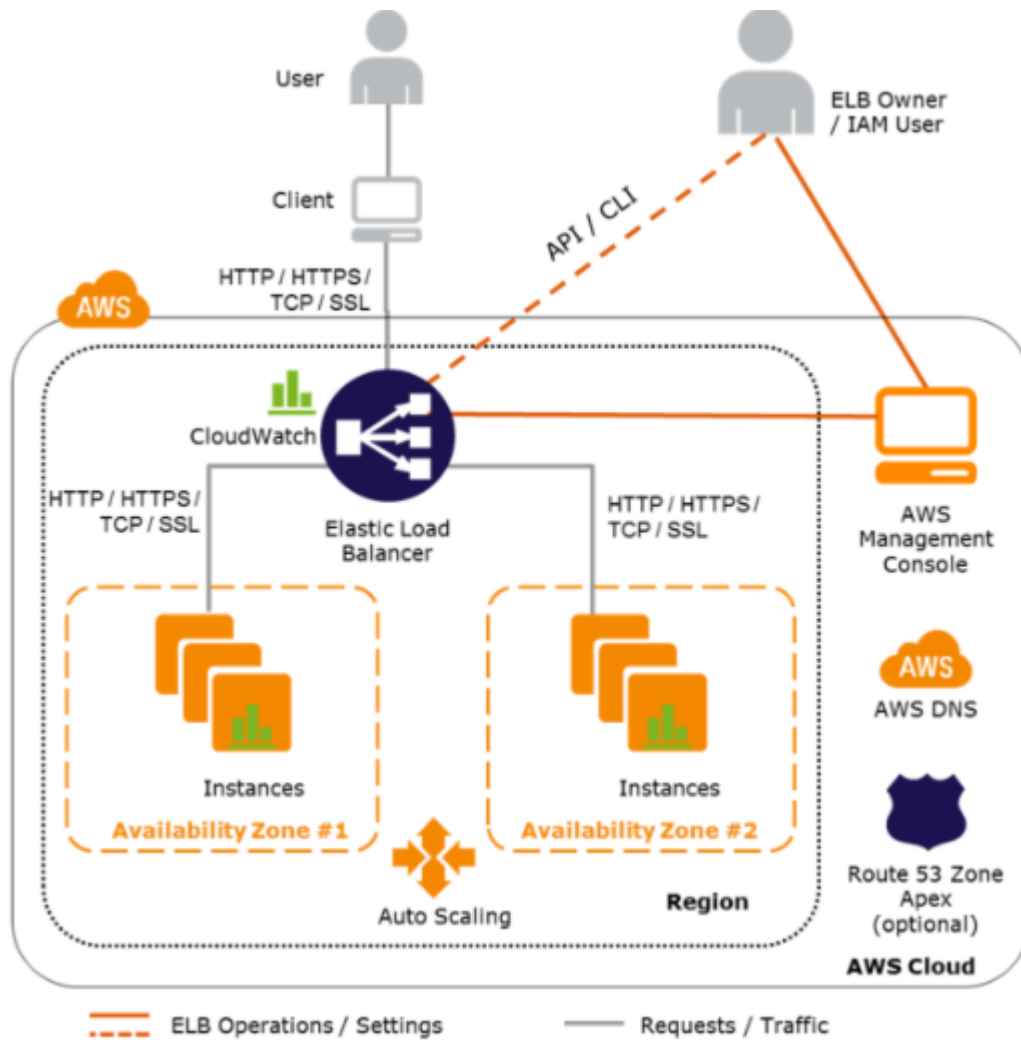 User
ELB Owner
/ IAM User
Client
API / CLI
HTTP / HTTPS /
TCP / SSL
AWS
CloudWatch
HTTP / HTTPS /
TCP / SSL
Elastic Load
Balancer
HTTP / HTTPS /
TCP / SSL
AWS
Management
Console
AWS
AWS DNS
Instances
Availability Zone #1
Instances
Availability Zone #2
Auto Scaling
Region
Route 53 Zone
Apex
(optional)
AWS Cloud
ELB Operations / Settings
Requests / Traffic